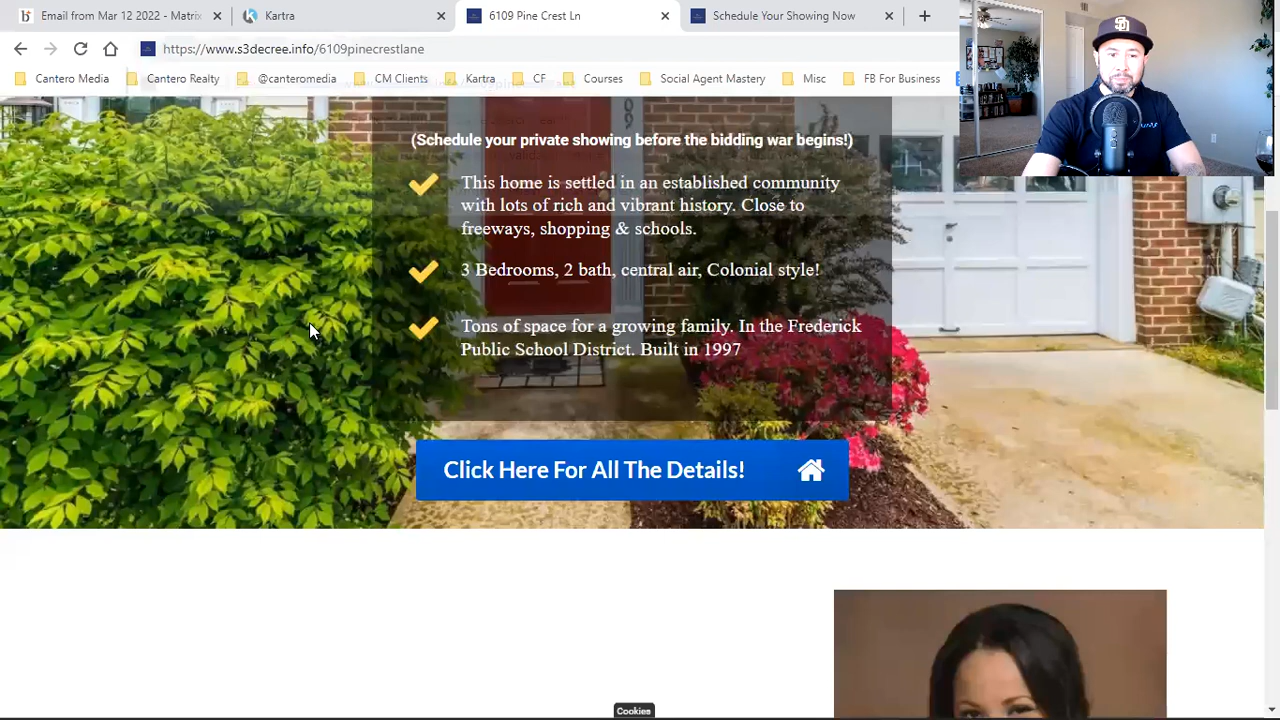 Email from Mar 12 2022 - Matrix
Kartra
6109 Pine Crest Ln
Schedule Your Showing Now
https://www.s3decree.info/6109pinecrestlane
Cantero Media
Cantero Realty
@canteromedia
CM Clien
Kartra
CF
Courses
Social Agent Mastery
Misc
FB For Business
(Schedule your private showing before the bidding war begins!)
This home is settled in an established community
with lots of rich and vibrant history. Close to
freeways, shopping & schools.
3 Bedrooms, 2 bath, central air, Colonial style!
Tons of space for a growing family. In the Frederick
Public School District. Built in 1997
Click Here For All The Details!
Cookies